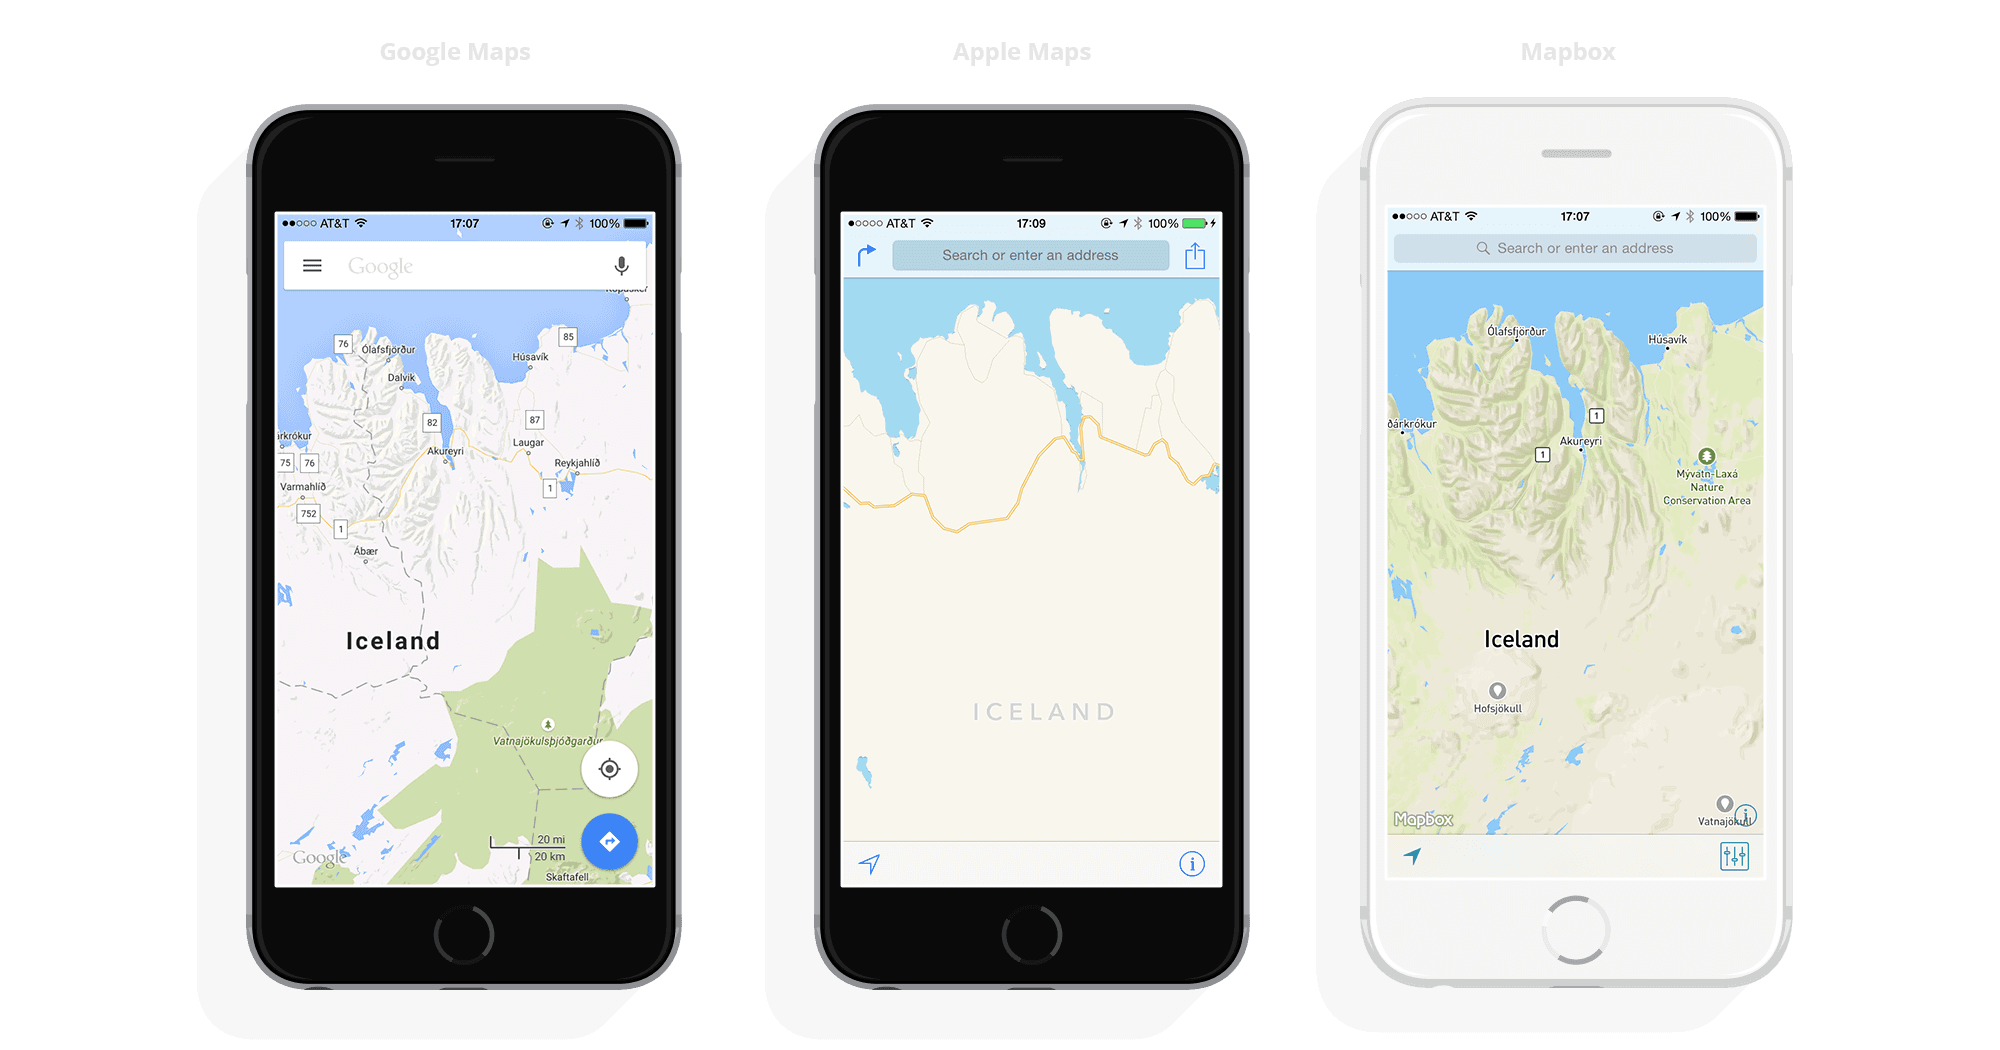 Google Maps
Apple Maps
Mapbox
AT&T 17:07 100%
Google
85
76
Ólafsfjörður
Húsavík
Dalvík
82
87
árkrókur
Laugar
Akureyri
75
76
Reykjahlíð
Varmahlíð
1
752
1
Ábær
Iceland
Vatnajökulsþjóðgarður
20 mi
20 km
Google
Skaftafell
AT&T 17:09 100%
Search or enter an address
ICELAND
AT&T 17:07 100%
Search or enter an address
Ólafsfjörður
Húsavík
1
ðárkrókur
Akureyri
1
Mývatn-Laxá
Nature
Conservation Area
Iceland
Hofsjökull
Vatnajökull
Mapbox